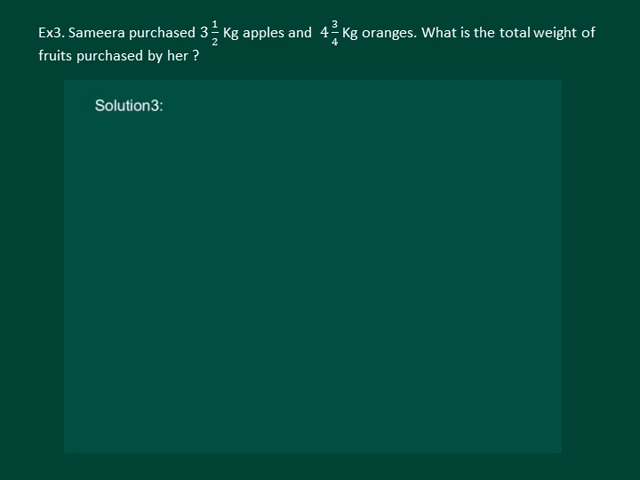 Ex3. Sameera purchased 3 1/2 Kg apples and 4 3/4 Kg oranges. What is the total weight of
fruits purchased by her ?
Solution3: